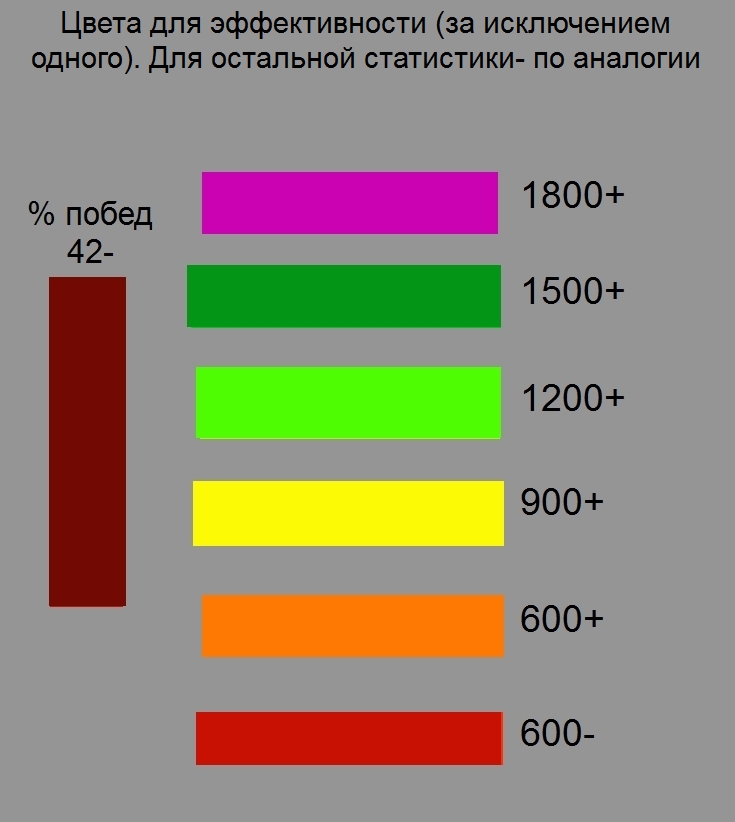 Цвета для эффективности (за исключением
одного). Для остальной статистики- по аналогии
% побед
42-
1800+
1500+
1200+
900+
600+
600-